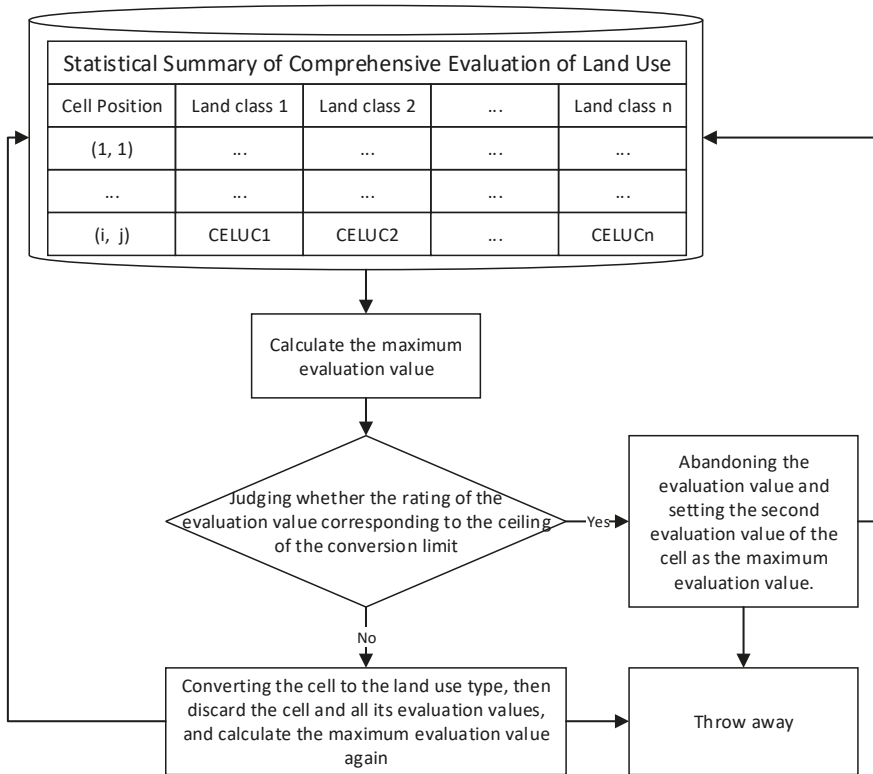 Statistical Summary of Comprehensive Evaluation of Land Use
Cell Position Land class 1 Land class 2 ... Land class n
(1, 1) ... ... ... ...
... ... ... ... ...
(i, j) CELUC1 CELUC2 ... CELUCn
Calculate the maximum
evaluation value
Judging whether the rating of the
evaluation value corresponding to the ceiling
of the conversion limit
Yes
Abandoning the
evaluation value and
setting the second
evaluation value of the
cell as the maximum
evaluation value.
No
Converting the cell to the land use type, then
discard the cell and all its evaluation values,
and calculate the maximum evaluation value
again
Throw away